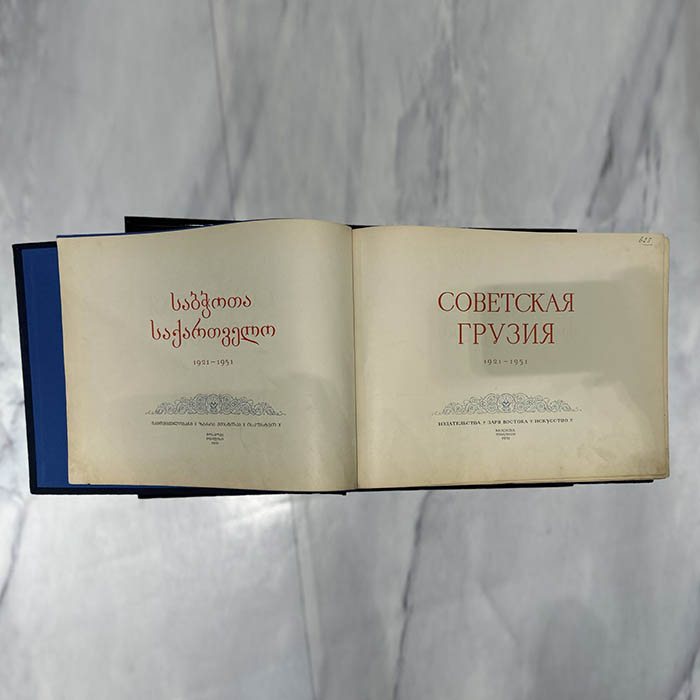 საბჭოთა
საქართველო
1921–1951
СОВЕТСКАЯ
ГРУЗИЯ
1921–1951
ИЗДАТЕЛЬСТВА ЗАРЯ ВОСТОКА ИСКУССТВО
МОСКВА